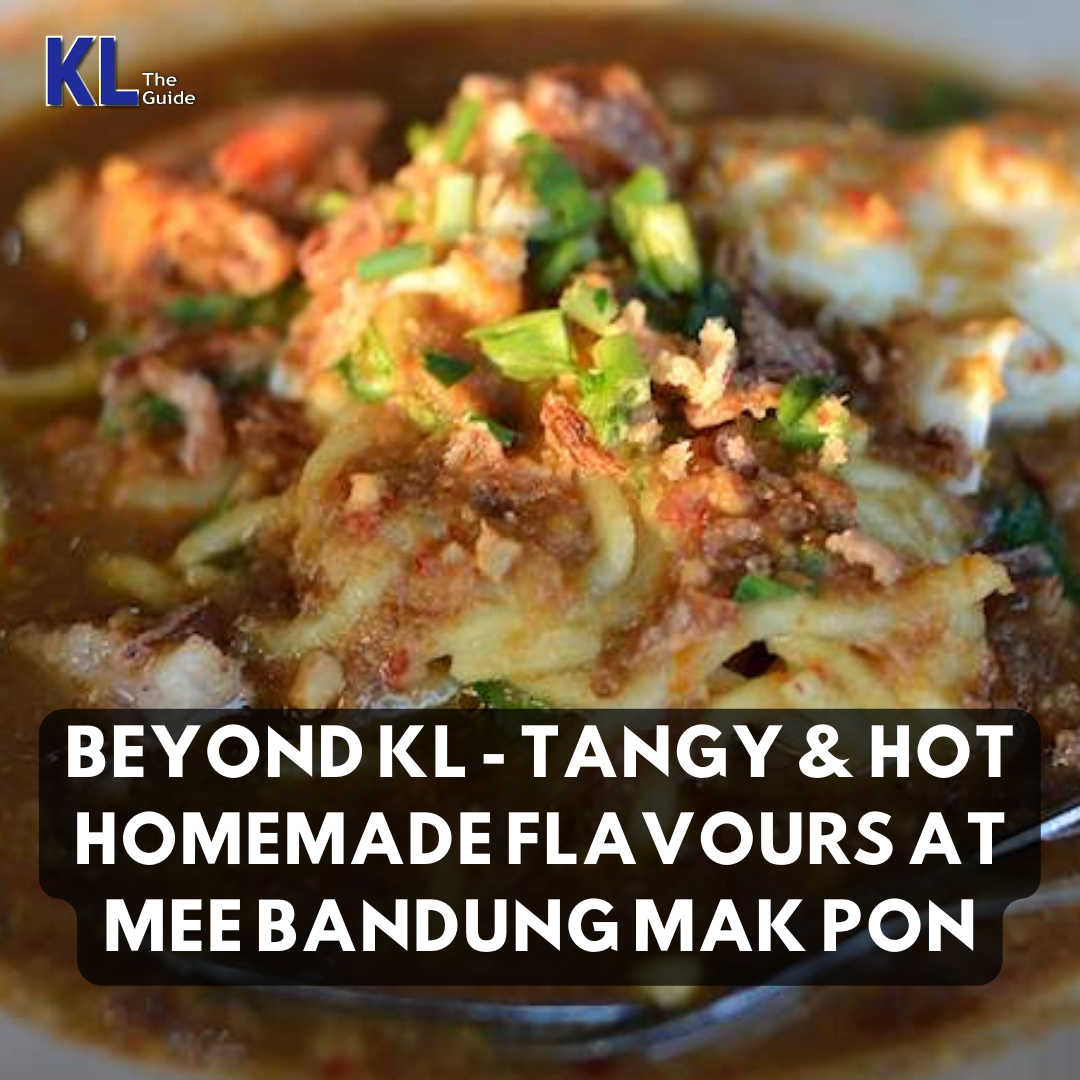 KL The
Guide
BEYOND KL - TANGY & HOT
HOMEMADE FLAVOURS AT
MEE BANDUNG MAK PON